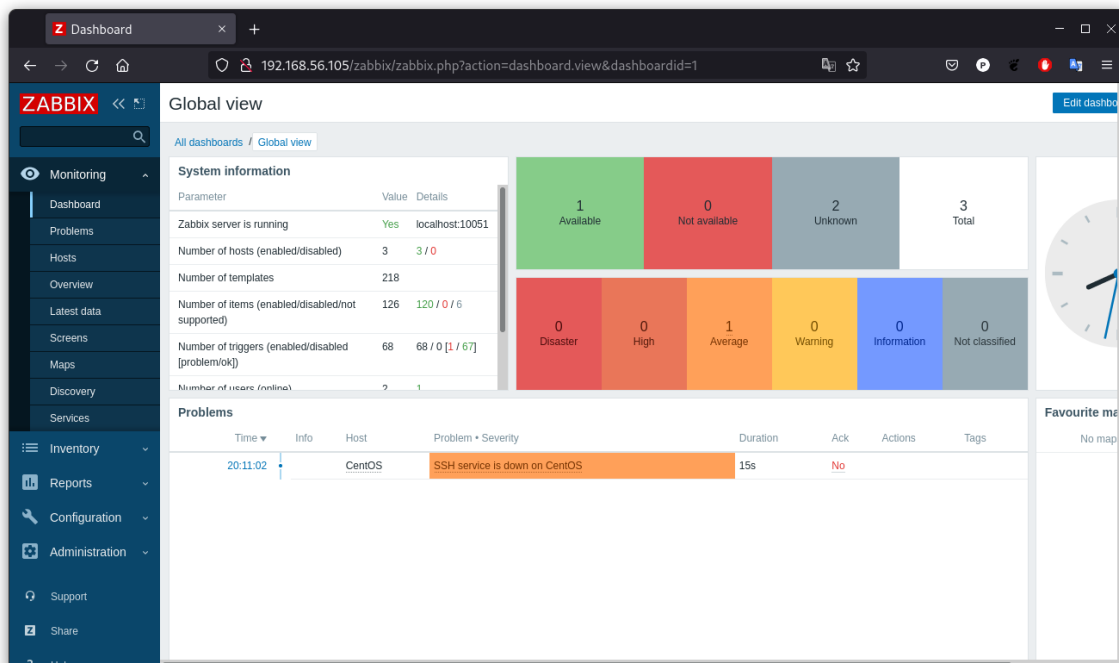 Z Dashboard
192.168.56.105/zabbix/zabbix.php?action=dashboard.view&dashboardid=1
ZABBIX
Global view
Edit dashbo
All dashboards / Global view
Monitoring
Dashboard
Problems
Hosts
Overview
Latest data
Screens
Maps
Discovery
Services
Inventory
Reports
Configuration
Administration
Support
Z Share
System information
Parameter Value Details
Zabbix server is running Yes localhost:10051
Number of hosts (enabled/disabled) 3 3 / 0
Number of templates 218
Number of items (enabled/disabled/not 126 120 / 0 / 6
supported)
Number of triggers (enabled/disabled 68 68 / 0 [1 / 67]
[problem/ok])
Number of users (online) 2 1
1 0 2 3
Available Not available Unknown Total
0 0 1 0 0 0
Disaster High Average Warning Information Not classified
Problems
Time Info Host Problem • Severity Duration Ack Actions Tags
20:11:02 CentOS SSH service is down on CentOS 15s No
Favourite ma
No map